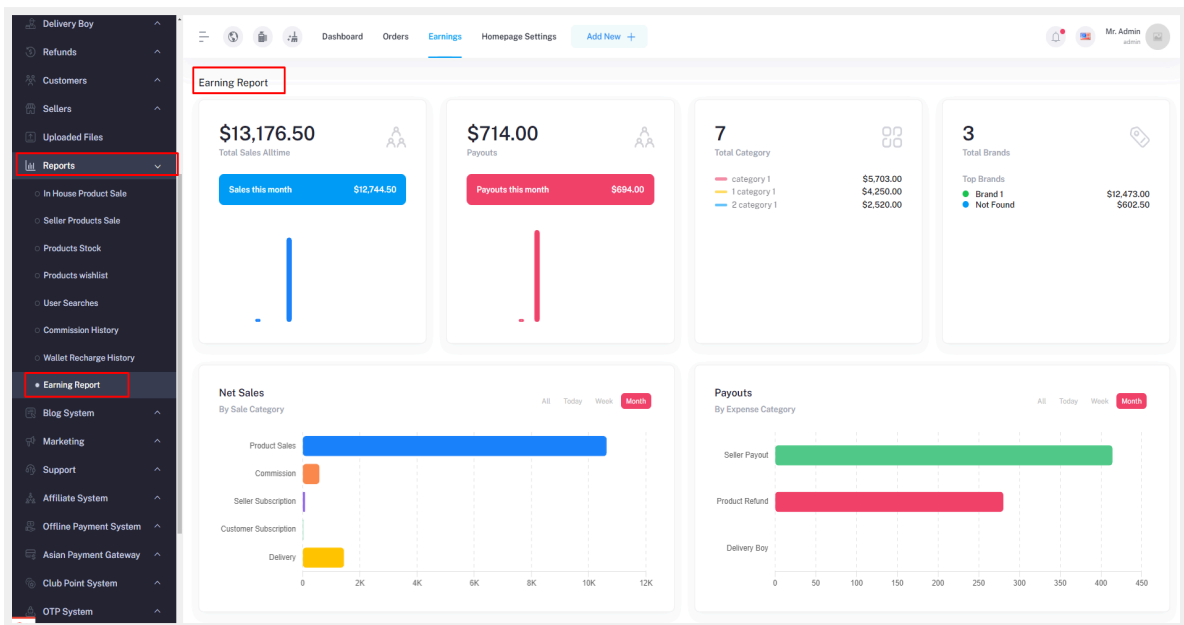 Delivery Boy
Refunds
Customers
Sellers
Uploaded Files
Reports
In House Product Sale
Seller Products Sale
Products Stock
Products wishlist
User Searches
Commission History
Wallet Recharge History
Earning Report
Blog System
Marketing
Support
Affiliate System
Offline Payment System
Asian Payment Gateway
Club Point System
OTP System
Dashboard Orders Earnings Homepage Settings Add New +
Mr. Admin
admin
Earning Report
$13,176.50
Total Sales Alltime
Sales this month $12,744.50
$714.00
Payouts
Payouts this month $694.00
7
Total Category
category 1 $5,703.00
1 category 1 $4,250.00
2 category 1 $2,520.00
3
Total Brands
Top Brands
Brand 1 $12,473.00
Not Found $602.50
Net Sales
By Sale Category
All Today Week Month
Product Sales
Commission
Seller Subscription
Customer Subscription
Delivery
0 2K 4K 6K 8K 10K 12K
Payouts
By Expense Category
All Today Week Month
Seller Payout
Product Refund
Delivery Boy
0 50 100 150 200 250 300 350 400 450